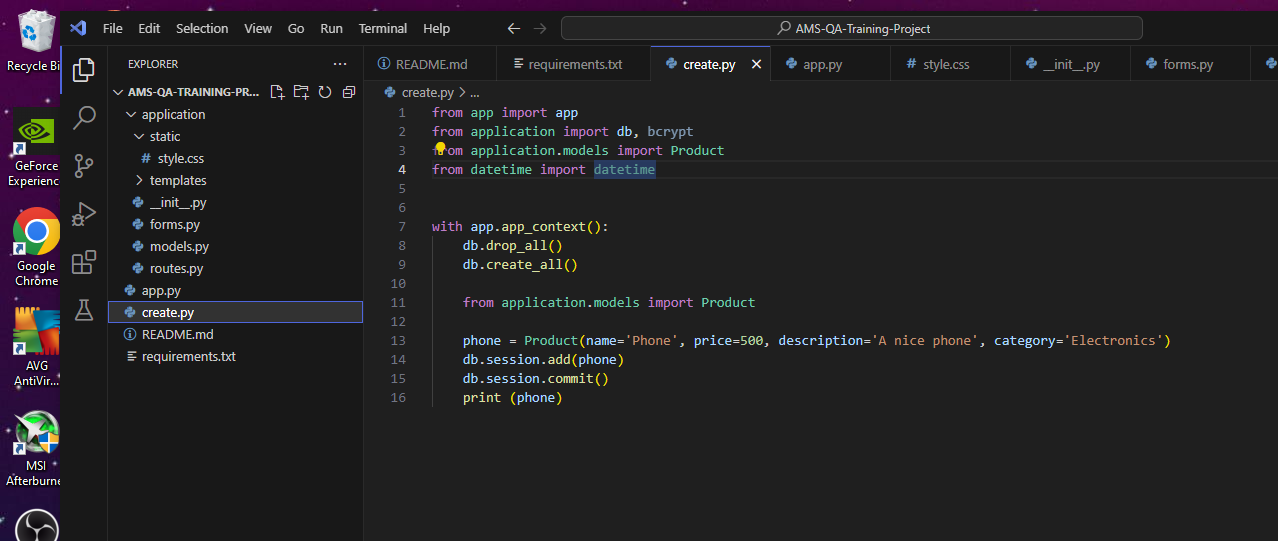 File Edit Selection View Go Run Terminal Help
AMS-QA-Training-Project
Recycle Bi
GeForce
Experienc...
Google
Chrome
AVG
AntiVir...
MSI
Afterburne
EXPLORER
AMS-QA-TRAINING-PR...
application
static
# style.css
templates
__init__.py
forms.py
models.py
routes.py
app.py
create.py
README.md
requirements.txt
README.md requirements.txt create.py app.py # style.css __init__.py forms.py
create.py > ...
1 from app import app
2 from application import db, bcrypt
3 from application.models import Product
4 from datetime import datetime
5
6
7 with app.app_context():
8 db.drop_all()
9 db.create_all()
10
11 from application.models import Product
12
13 phone = Product(name='Phone', price=500, description='A nice phone', category='Electronics')
14 db.session.add(phone)
15 db.session.commit()
16 print (phone)